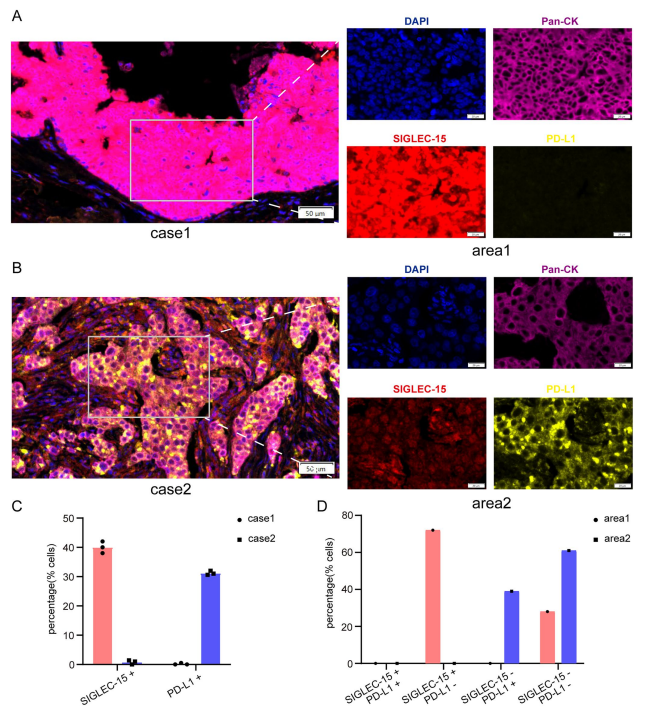 A
DAPI
Pan-CK
SIGLEC-15
PD-L1
50 µm
case1
area1
B
DAPI
Pan-CK
SIGLEC-15
PD-L1
50 µm
case2
area2
C
case1
case2
percentage(% cells)
50
40
30
20
10
0
SIGLEC-15 +
PD-L1 +
D
area1
area2
percentage(% cells)
80
60
40
20
0
SIGLEC-15 +
PD-L1 +
SIGLEC-15 +
PD-L1 -
SIGLEC-15 -
PD-L1 +
SIGLEC-15 -
PD-L1 -